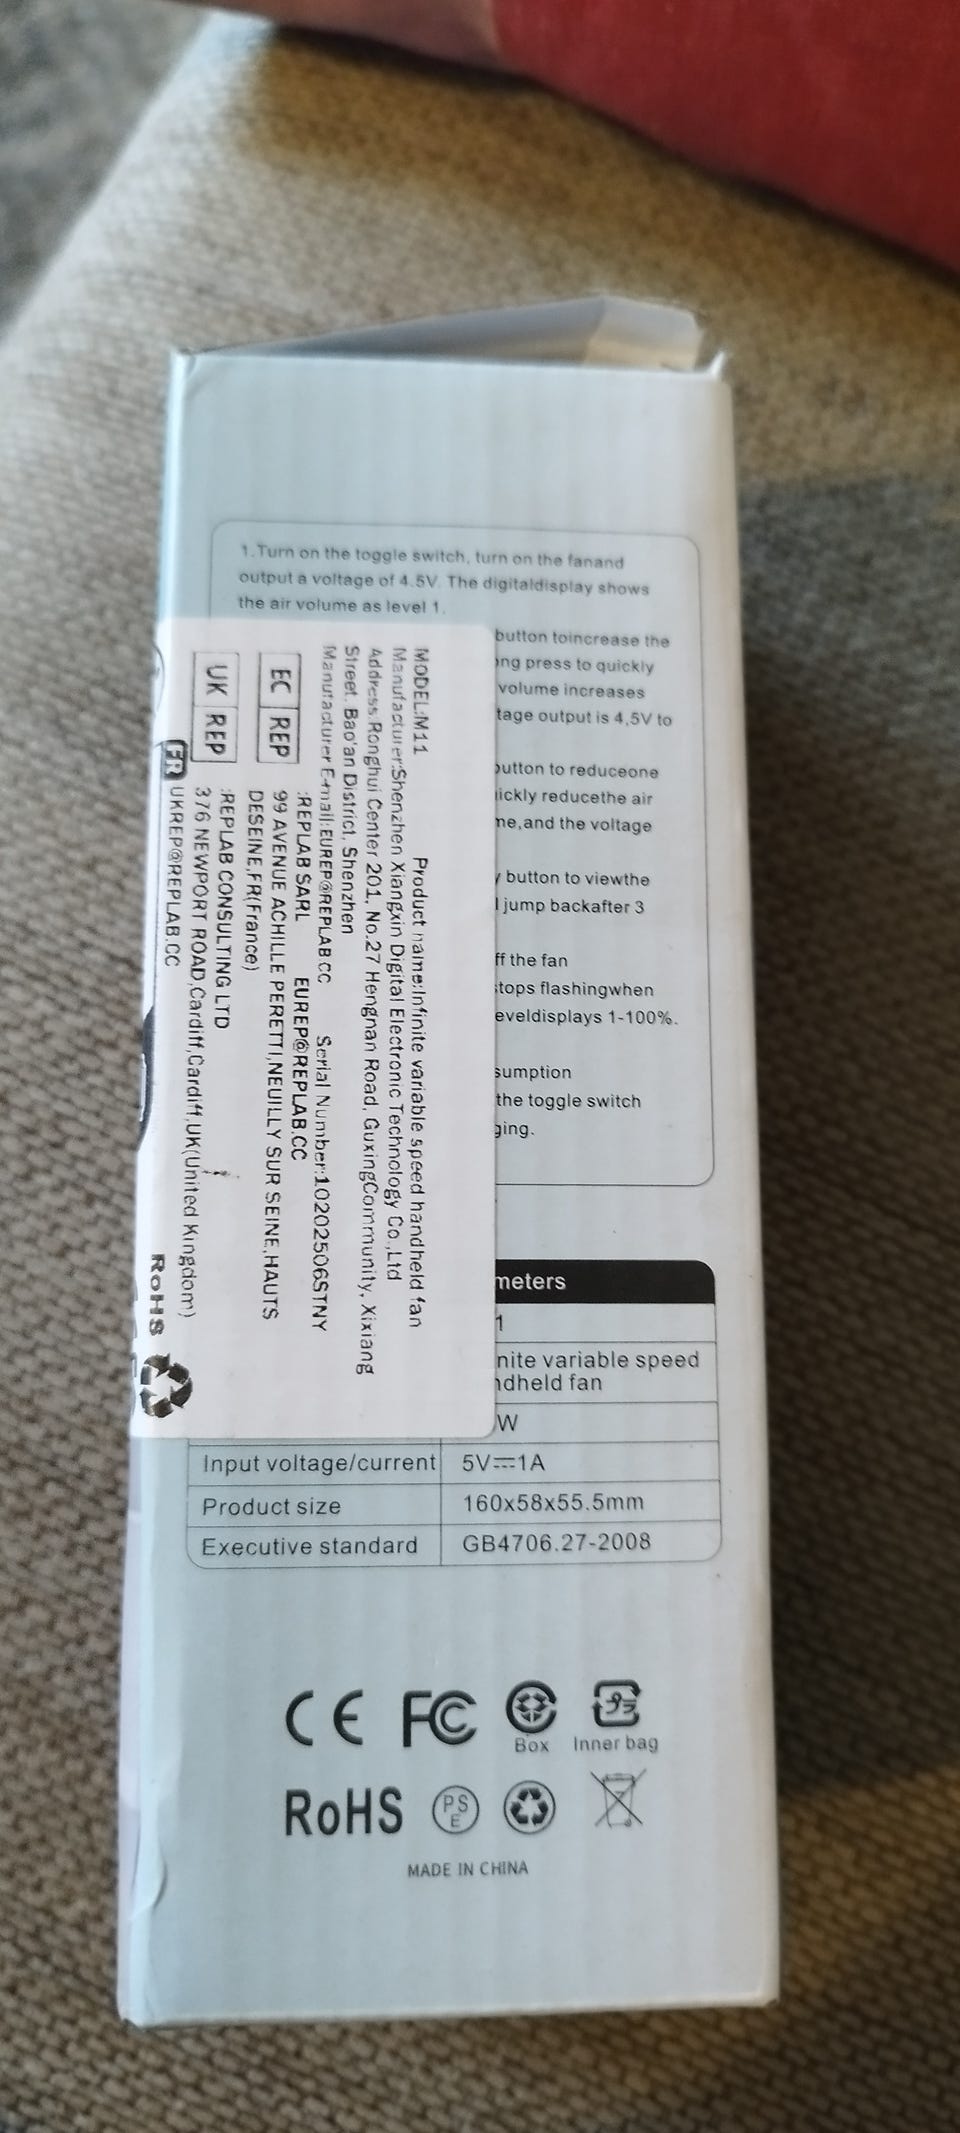 1.Turn on the toggle switch, turn on the fanand
output a voltage of 4.5V. The digitaldisplay shows
the air volume as level 1.
button toincrease the
ng press to quickly
volume increases
tage output is 4,5V to
button to reduceone
ickly reducethe air
me,and the voltage
button to viewthe
jump backafter 3
ff the fan
stops flashingwhen
eveldisplays 1-100%.
sumption
the toggle switch
ging.
MODEL:M11 Product name:Infinite variable speed handheld fan
Manufacturer:Shenzhen Xiangxin Digital Electronic Technology Co.,Ltd
Address:Ronghui Center 201, No.27 Hengnan Road, GuxingCommunity, Xixiang
Street. Bao'an District, Shenzhen
Manufacturer E-mail:EUREP@REPLAB.CC Serial Number:10202506STNY
EC REP :REPLAB SARL EUREP@REPLAB.CC
99 AVENUE ACHILLE PERETTI,NEUILLY SUR SEINE,HAUTS
DESEINE,FR(France)
UK REP :REPLAB CONSULTING LTD
376 NEWPORT ROAD,Cardiff,Cardiff,UK(United Kingdom)
UKREP@REPLAB.CC
FR
RoHS
meters
1
nite variable speed
ndheld fan
W
Input voltage/current 5V⎓1A
Product size 160x58x55.5mm
Executive standard GB4706.27-2008
CE FC Box Inner bag
RoHS PSE
MADE IN CHINA